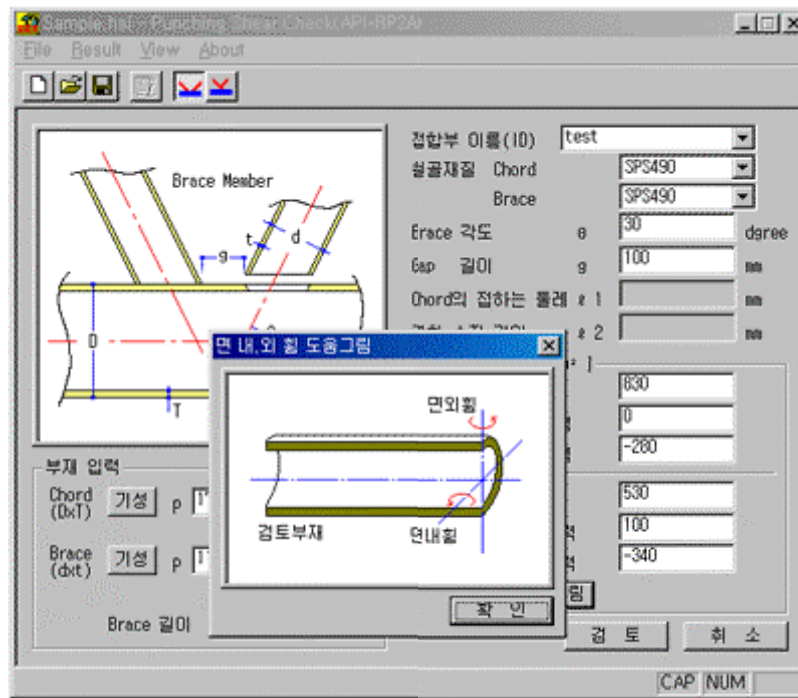 Sample.hsl - Punching Shear Check(API-RP2A)
File Result View About
Brace Member
t
d
g
D
T
접합부 이름(ID) test
철골재질 Chord SPS490
Brace SPS490
Brace 각도 θ 30 dgree
Gap 길이 g 100 mm
Chord의 접하는 둘레 ℓ 1 mm
ℓ 2 mm
630
0
-280
530
100
-340
면 내,외 휨 도움그림
면외휨
면내휨
검토부재
확 인
부재 입력
Chord (DxT) 기성 P
Brace (dxt) 기성 P
Brace 길이
검 토 취 소
CAP NUM